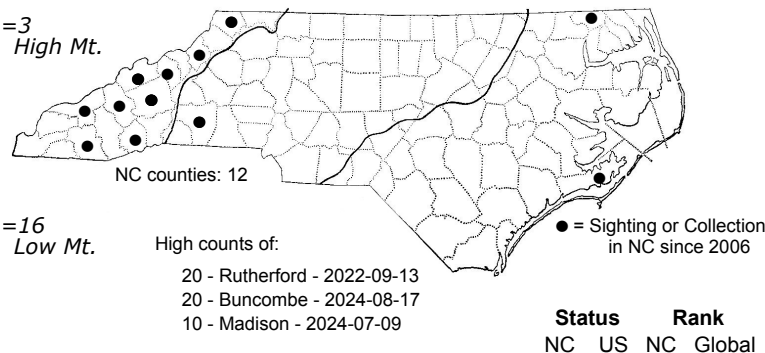 =3
High Mt.
NC counties: 12
=16
Low Mt.
High counts of:
20 - Rutherford - 2022-09-13
20 - Buncombe - 2024-08-17
10 - Madison - 2024-07-09
● = Sighting or Collection
in NC since 2006
Status Rank
NC US NC Global